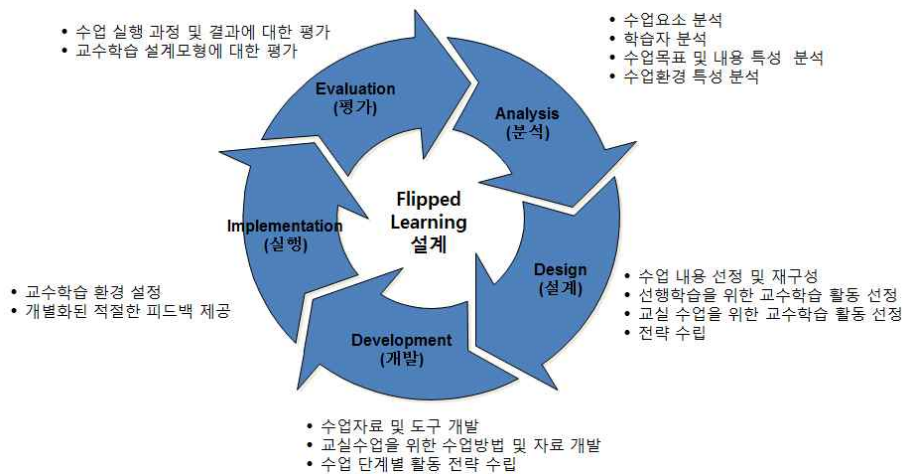 • 수업 실행 과정 및 결과에 대한 평가
• 교수학습 설계모형에 대한 평가
• 수업요소 분석
• 학습자 분석
• 수업목표 및 내용 특성 분석
• 수업환경 특성 분석
Evaluation
(평가)
Analysis
(분석)
Flipped
Learning
설계
Implementation
(실행)
Design
(설계)
Development
(개발)
• 교수학습 환경 설정
• 개별화된 적절한 피드백 제공
• 수업 내용 선정 및 재구성
• 선행학습을 위한 교수학습 활동 선정
• 교실 수업을 위한 교수학습 활동 선정
• 전략 수립
• 수업자료 및 도구 개발
• 교실수업을 위한 수업방법 및 자료 개발
• 수업 단계별 활동 전략 수립